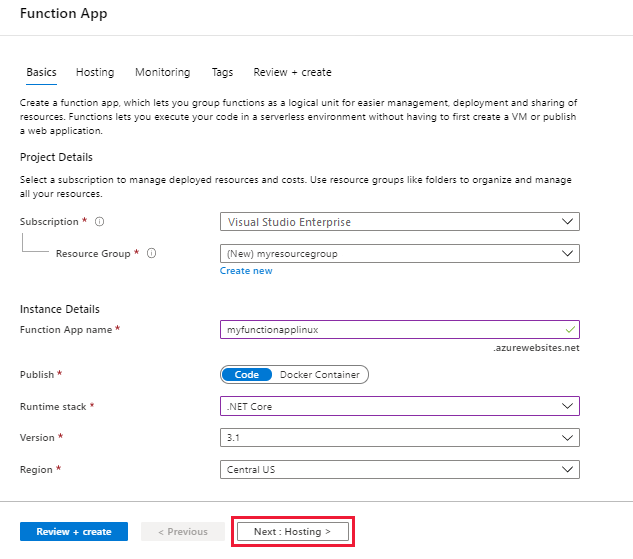 Function App
Basics Hosting Monitoring Tags Review + create
Create a function app, which lets you group functions as a logical unit for easier management, deployment and sharing of
resources. Functions lets you execute your code in a serverless environment without having to first create a VM or publish
a web application.
Project Details
Select a subscription to manage deployed resources and costs. Use resource groups like folders to organize and manage
all your resources.
Subscription * Visual Studio Enterprise
Resource Group * (New) myresourcegroup
Create new
Instance Details
Function App name * myfunctionapplinux
.azurewebsites.net
Publish * Code Docker Container
Runtime stack * .NET Core
Version * 3.1
Region * Central US
Review + create < Previous Next : Hosting >